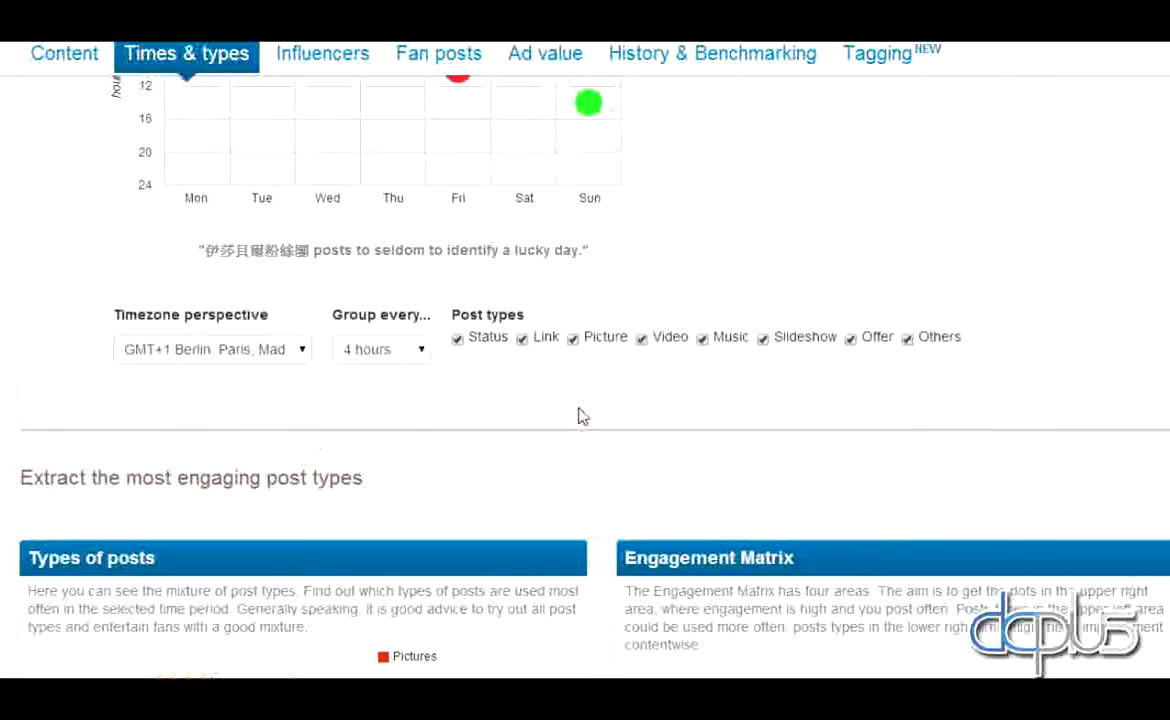 Content Times & types Influencers Fan posts Ad value History & Benchmarking Tagging NEW
hour
12
16
20
24
Mon Tue Wed Thu Fri Sat Sun
"伊莎貝爾粉絲團 posts to seldom to identify a lucky day."
Timezone perspective Group every... Post types
Status Link Picture Video Music Slideshow Offer Others
GMT+1 Berlin Paris, Mad 4 hours
Extract the most engaging post types
Types of posts Engagement Matrix
Here you can see the mixture of post types. Find out which types of posts are used most
often in the selected time period. Generally speaking, it is good advice to try out all post
types and entertain fans with a good mixture.
The Engagement Matrix has four areas. The aim is to get the dots in the upper right
area, where engagement is high and you post often. in the upper left area
could be used more often. posts types in the lower
contentwise
Pictures
dcplus